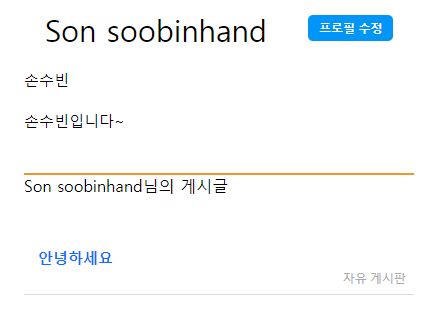 Son soobinhand
프로필 수정
손수빈
손수빈입니다~
Son soobinhand님의 게시글
안녕하세요
자유 게시판